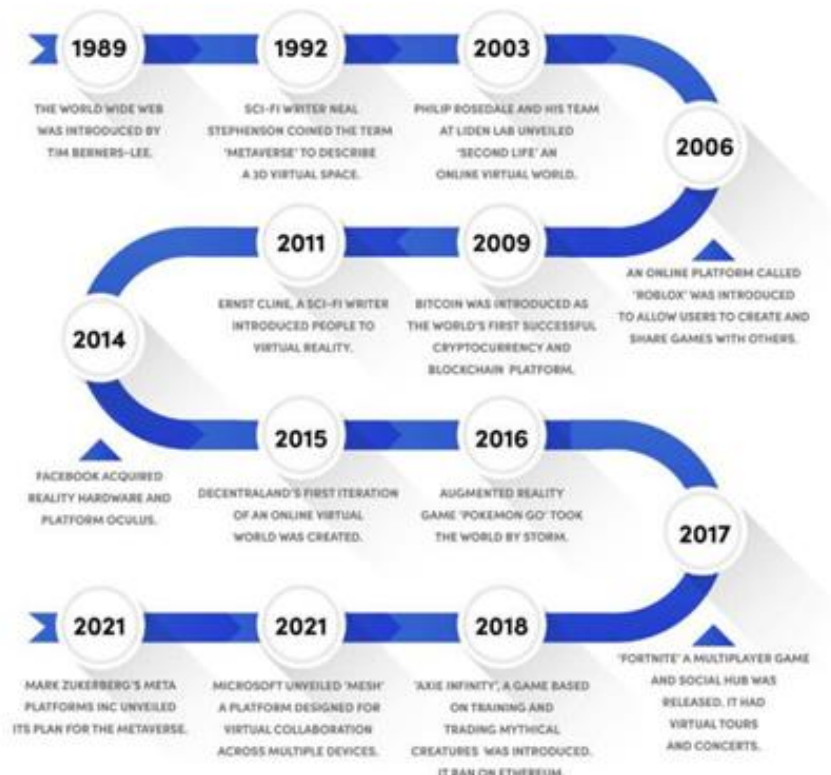 1989
THE WORLD WIDE WEB
WAS INTRODUCED BY
TIM BERNERS-LEE.
1992
SCI-FI WRITER NEAL
STEPHENSON COINED THE TERM
'METAVERSE' TO DESCRIBE
A 3D VIRTUAL SPACE.
2003
PHILIP ROSEDALE AND HIS TEAM
AT LIDEN LAB UNVEILED
'SECOND LIFE' AN
ONLINE VIRTUAL WORLD.
2006
AN ONLINE PLATFORM CALLED
'ROBLOX' WAS INTRODUCED
TO ALLOW USERS TO CREATE AND
SHARE GAMES WITH OTHERS.
2009
BITCOIN WAS INTRODUCED AS
THE WORLD'S FIRST SUCCESSFUL
CRYPTOCURRENCY AND
BLOCKCHAIN PLATFORM.
2011
ERNST CLINE, A SCI-FI WRITER
INTRODUCED PEOPLE TO
VIRTUAL REALITY.
2014
FACEBOOK ACQUIRED
REALITY HARDWARE AND
PLATFORM OCULUS.
2015
DECENTRALAND'S FIRST ITERATION
OF AN ONLINE VIRTUAL
WORLD WAS CREATED.
2016
AUGMENTED REALITY
GAME 'POKEMON GO' TOOK
THE WORLD BY STORM.
2017
'FORTNITE' A MULTIPLAYER GAME
AND SOCIAL HUB WAS
RELEASED. IT HAD
VIRTUAL TOURS
AND CONCERTS.
2018
'AXIE INFINITY', A GAME BASED
ON TRAINING AND
TRADING MYTHICAL
CREATURES WAS INTRODUCED.
IT RAN ON ETHEREUM
2021
MICROSOFT UNVEILED 'MESH'
A PLATFORM DESIGNED FOR
VIRTUAL COLLABORATION
ACROSS MULTIPLE DEVICES.
2021
MARK ZUKERBERG'S META
PLATFORMS INC UNVEILED
ITS PLAN FOR THE METAVERSE.